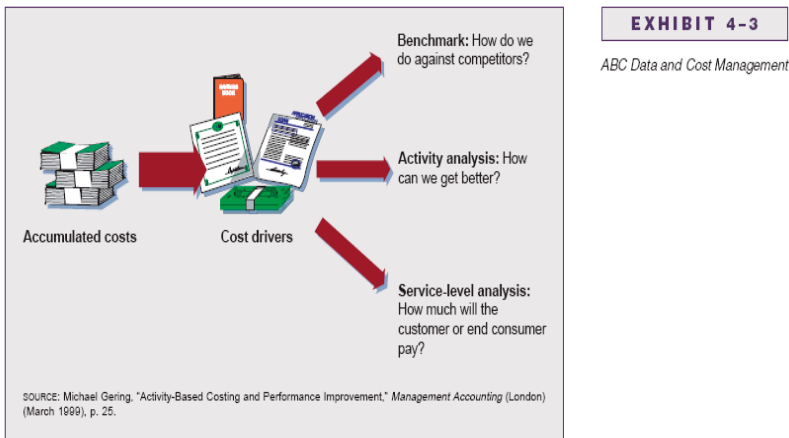 EXHIBIT 4-3
ABC Data and Cost Management
Benchmark: How do we
do against competitors?
Activity analysis: How
can we get better?
Accumulated costs
Cost drivers
Service-level analysis:
How much will the
customer or end consumer
pay?
SOURCE: Michael Gering, "Activity-Based Costing and Performance Improvement," Management Accounting (London)
(March 1999), p. 25.